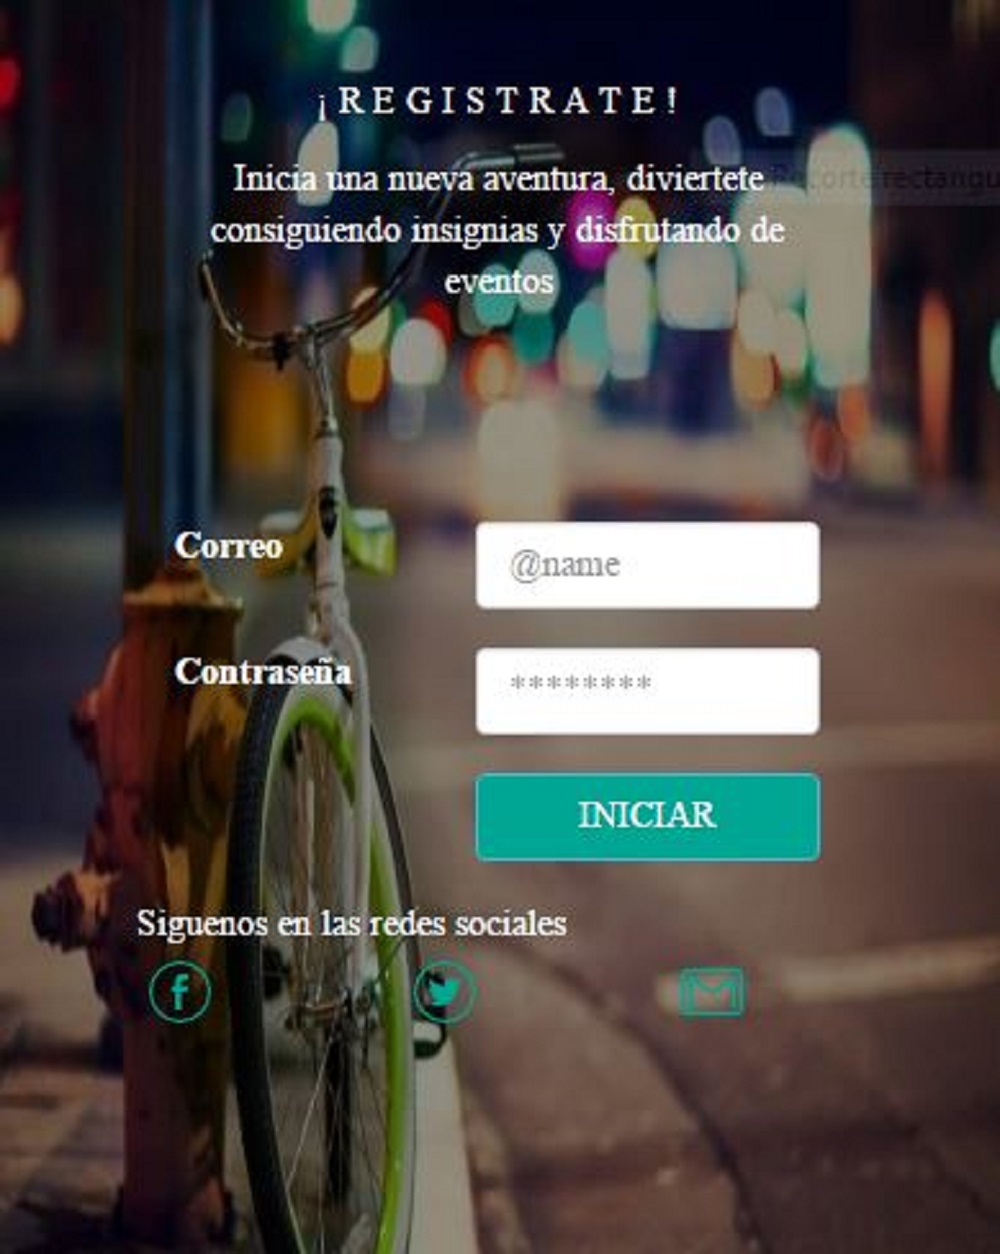 ¡REGISTRATE!
Inicia una nueva aventura, diviertete
consiguiendo insignias y disfrutando de
eventos
Recorte rectangu
Correo
@name
Contraseña
********
INICIAR
Siguenos en las redes sociales